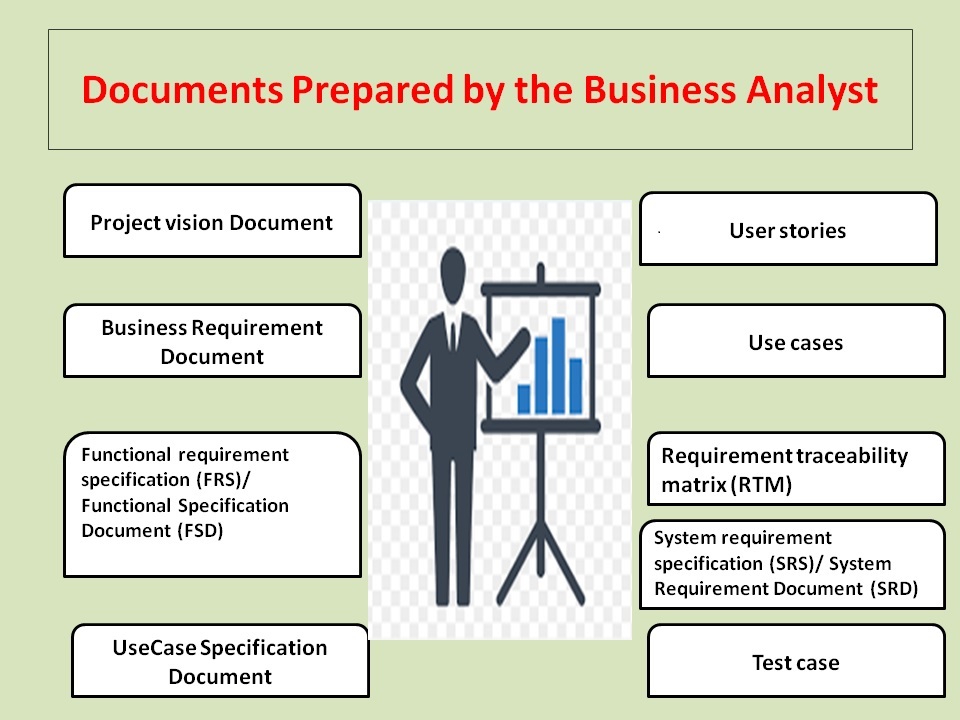 Documents Prepared by the Business Analyst
Project vision Document
Business Requirement
Document
Functional requirement
specification (FRS)/
Functional Specification
Document (FSD)
UseCase Specification
Document
. User stories
Use cases
Requirement traceability
matrix (RTM)
System requirement
specification (SRS)/ System
Requirement Document (SRD)
Test case